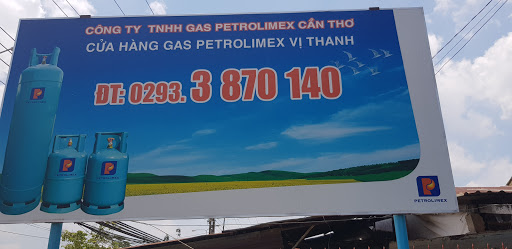 CÔNG TY TNHH GAS PETROLIMEX CẦN THƠ
CỬA HÀNG GAS PETROLIMEX VỊ THANH
ĐT: 0293. 3 870 140
PETROLIMEX